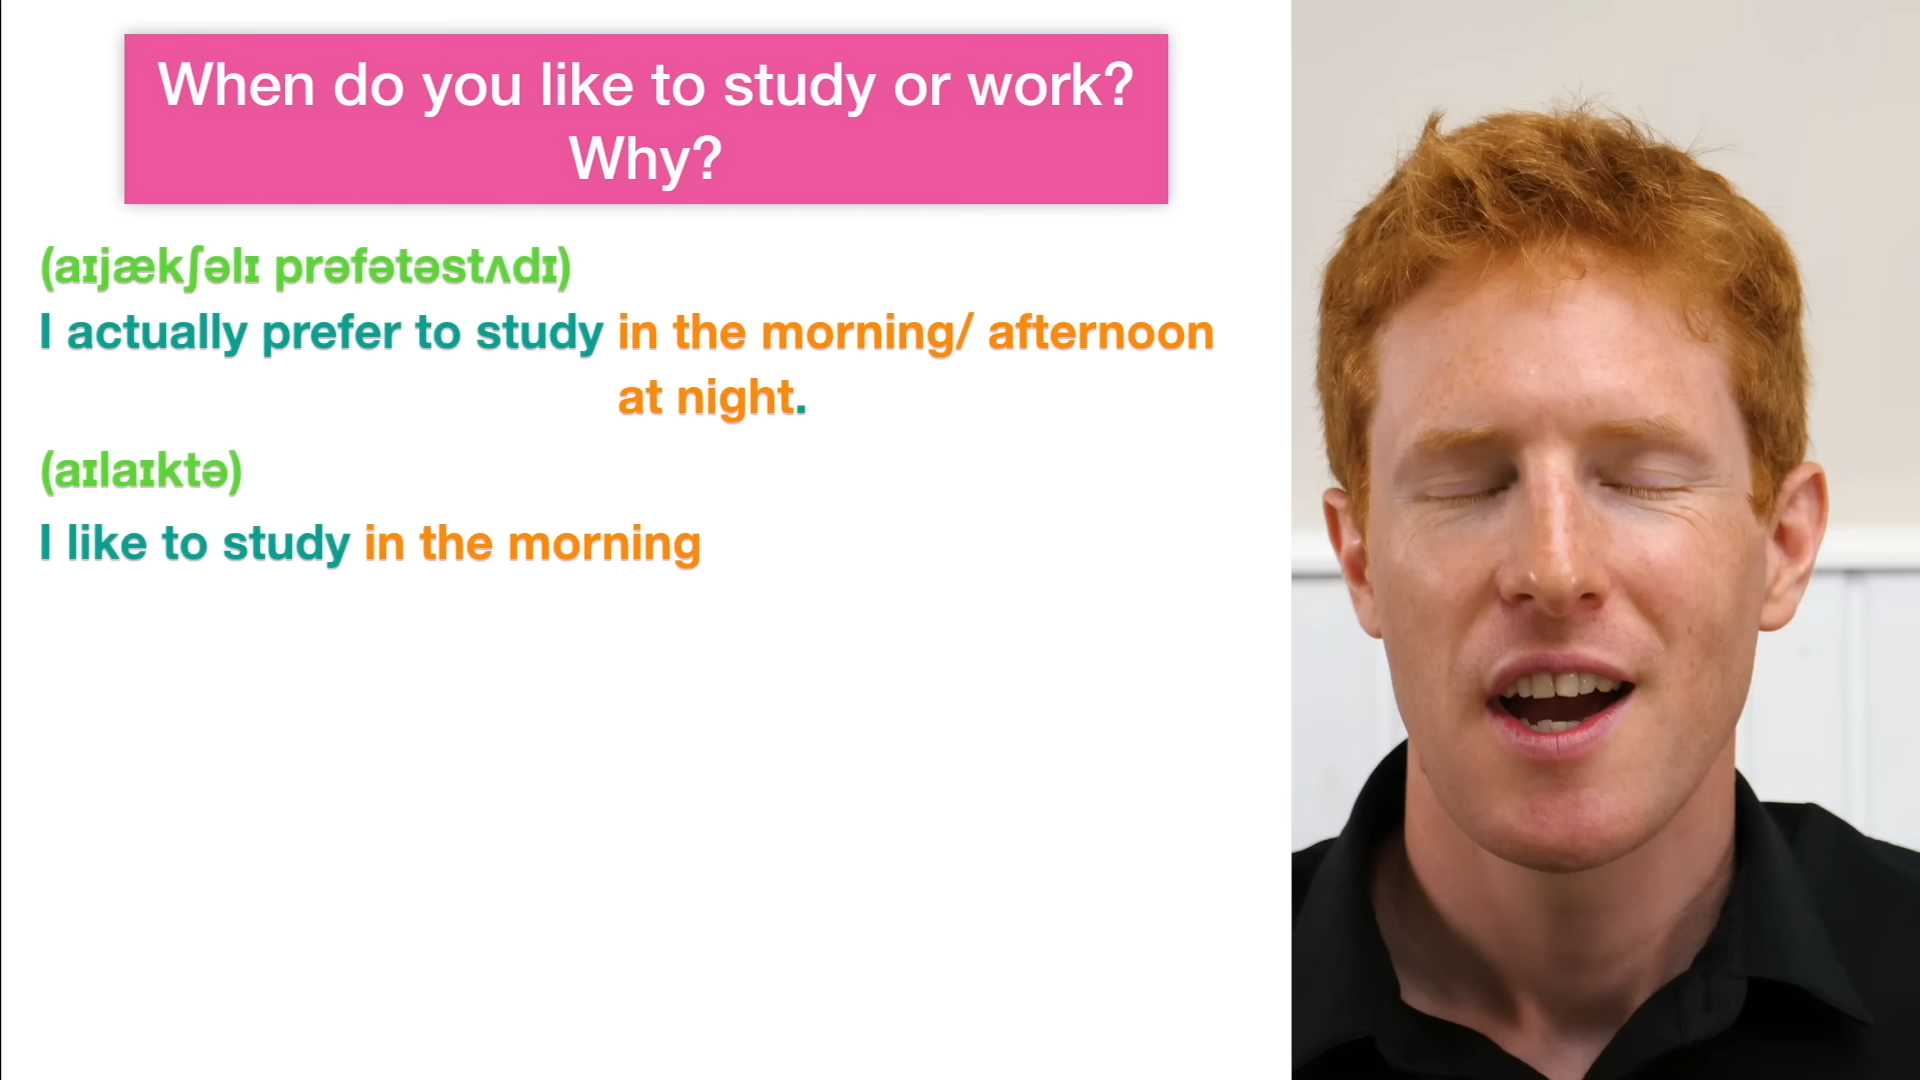 When do you like to study or work?
Why?
(aɪjækʃəlɪ prəfətəstʌdɪ)
I actually prefer to study in the morning/ afternoon
at night.
(aɪlaɪktə)
I like to study in the morning